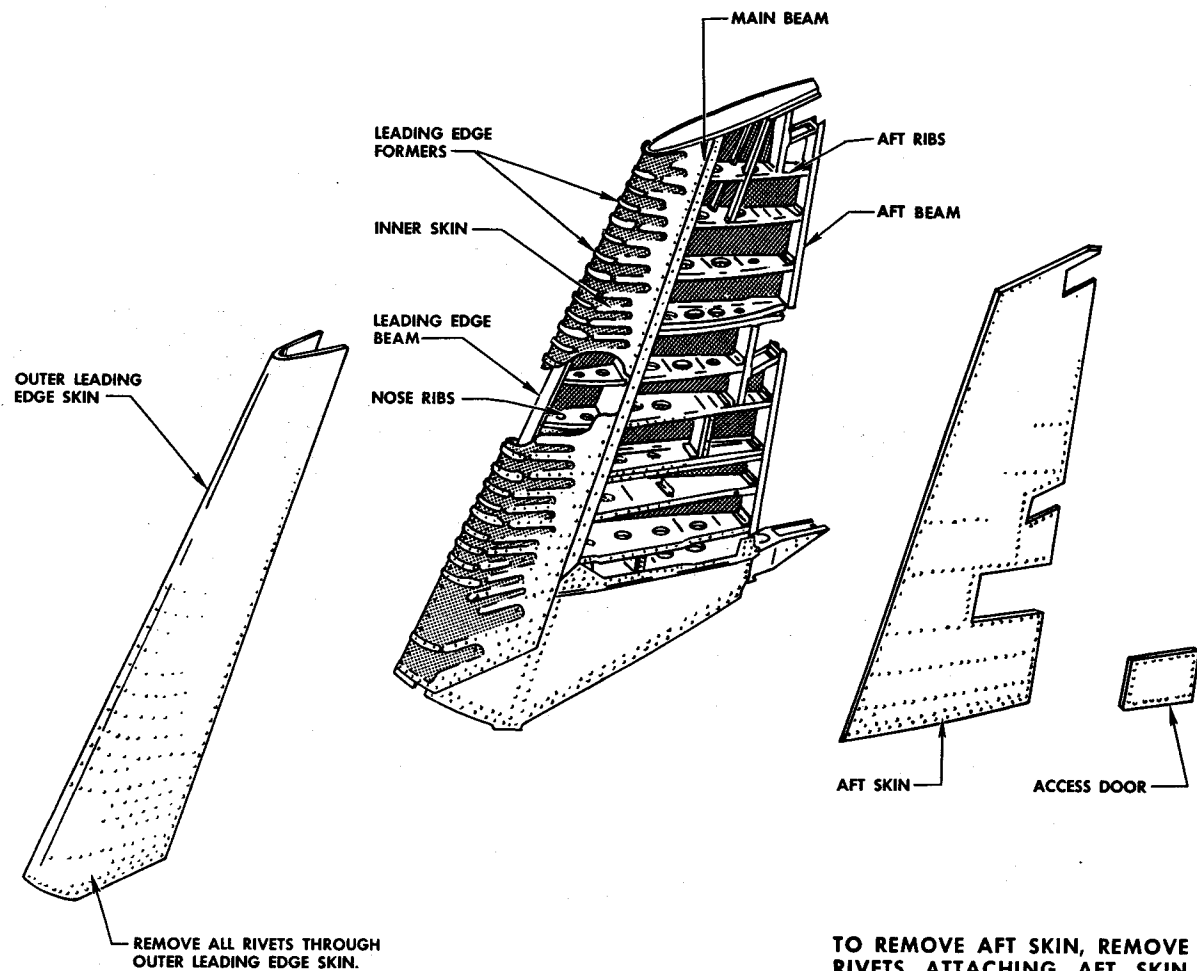 MAIN BEAM
LEADING EDGE
FORMERS
AFT RIBS
INNER SKIN
AFT BEAM
LEADING EDGE
BEAM
OUTER LEADING
EDGE SKIN
NOSE RIBS
AFT SKIN
ACCESS DOOR
REMOVE ALL RIVETS THROUGH
OUTER LEADING EDGE SKIN.
TO REMOVE AFT SKIN, REMOVE
RIVETS ATTACHING AFT SKIN